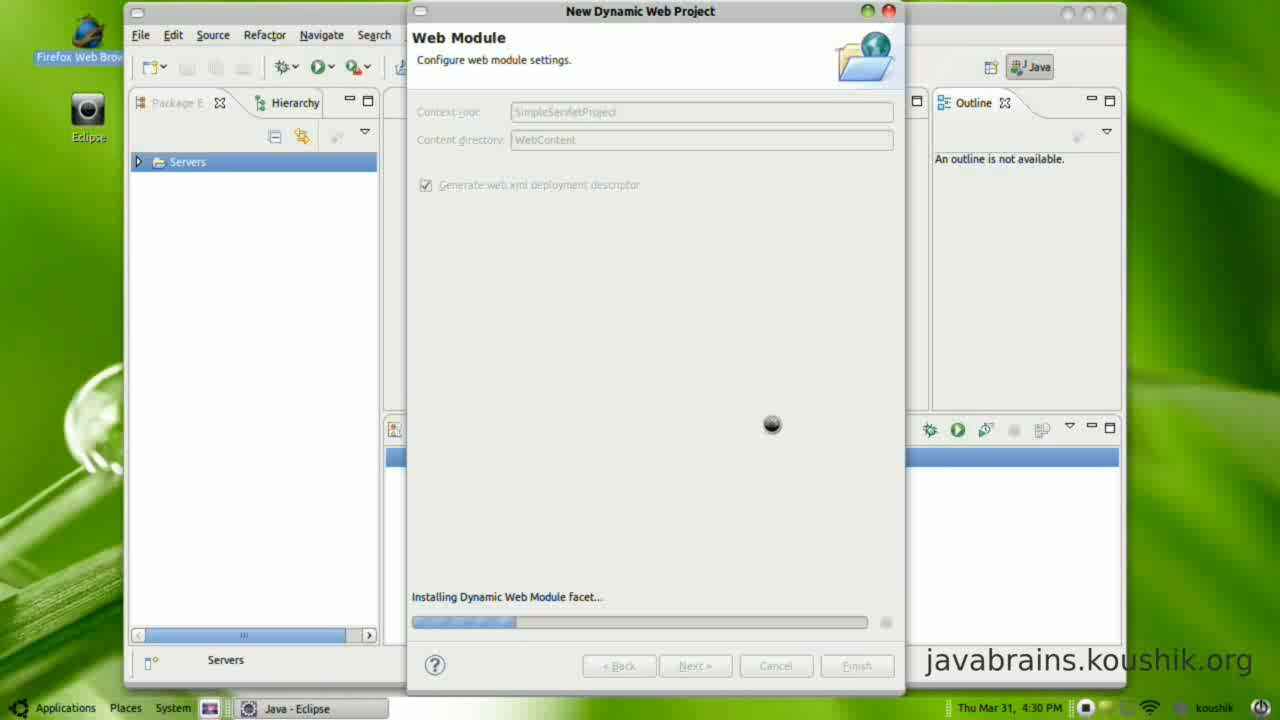 New Dynamic Web Project
File Edit Source Refactor Navigate Search
Web Module
Configure web module settings.
Firefox Web Brow
Java
Package E
Hierarchy
Outline
Context root:
SimpleServletProject
Eclipse
Content directory:
WebContent
Servers
An outline is not available.
Generate web.xml deployment descriptor
Installing Dynamic Web Module facet...
Servers
< Back
Next >
Cancel
Finish
javabrains.koushik.org
Applications Places System
Java - Eclipse
Thu Mar 31, 4:30 PM
koushik